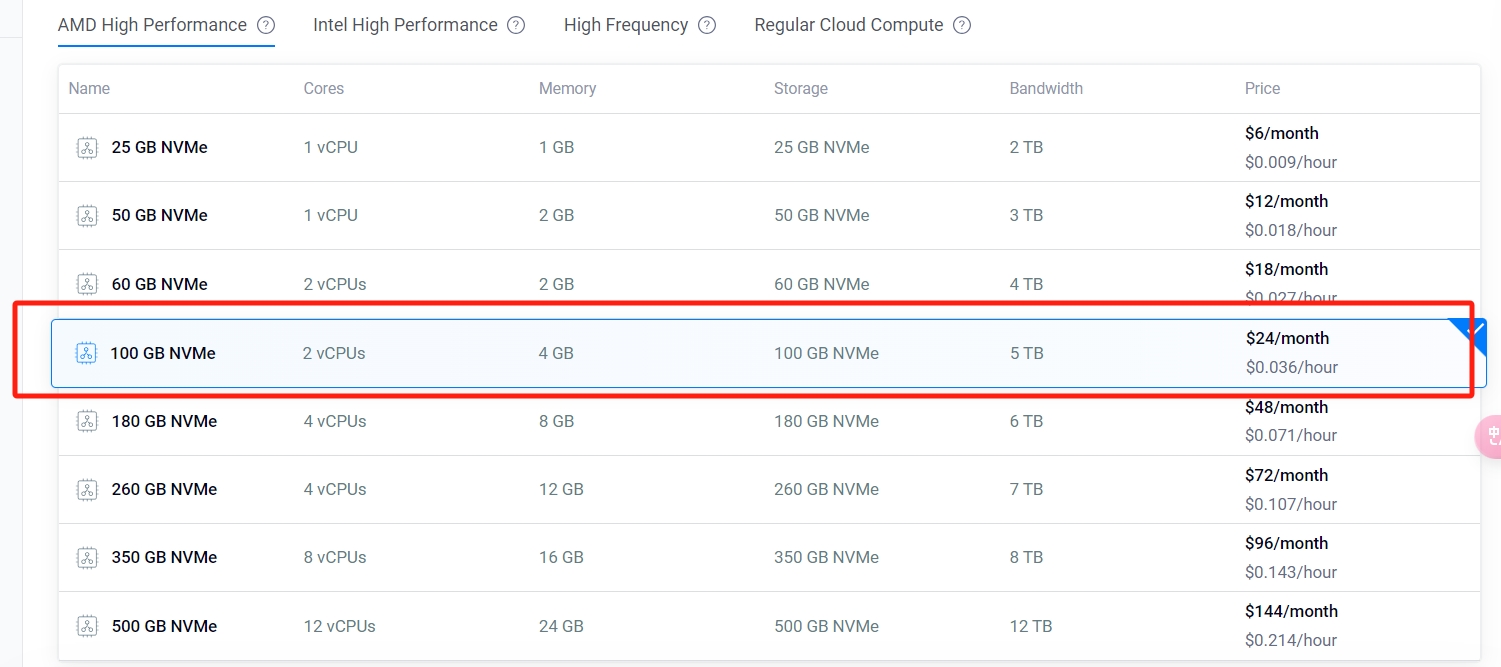 AMD High Performance ? Intel High Performance ? High Frequency ? Regular Cloud Compute ?
Name Cores Memory Storage Bandwidth Price
25 GB NVMe 1 vCPU 1 GB 25 GB NVMe 2 TB $6/month
$0.009/hour
50 GB NVMe 1 vCPU 2 GB 50 GB NVMe 3 TB $12/month
$0.018/hour
60 GB NVMe 2 vCPUs 2 GB 60 GB NVMe 4 TB $18/month
$0.027/hour
100 GB NVMe 2 vCPUs 4 GB 100 GB NVMe 5 TB $24/month
$0.036/hour
180 GB NVMe 4 vCPUs 8 GB 180 GB NVMe 6 TB $48/month
$0.071/hour
260 GB NVMe 4 vCPUs 12 GB 260 GB NVMe 7 TB $72/month
$0.107/hour
350 GB NVMe 8 vCPUs 16 GB 350 GB NVMe 8 TB $96/month
$0.143/hour
500 GB NVMe 12 vCPUs 24 GB 500 GB NVMe 12 TB $144/month
$0.214/hour